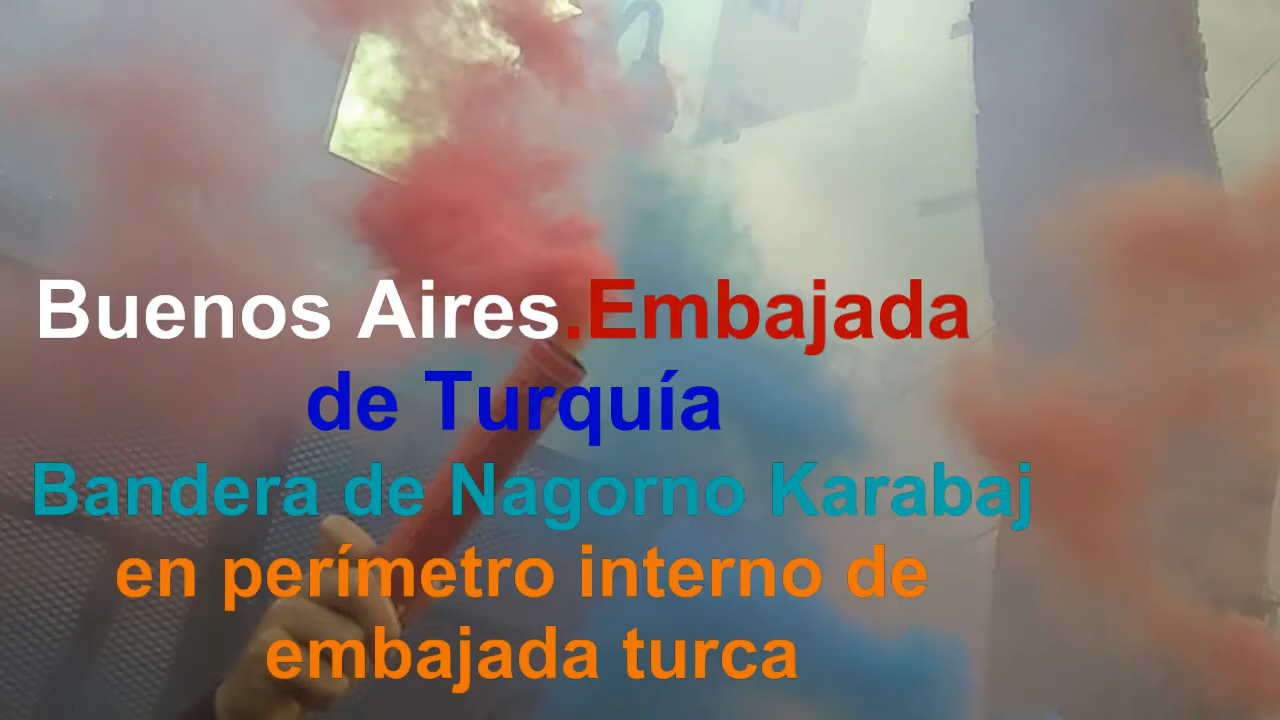 Buenos Aires.Embajada
de Turquía
Bandera de Nagorno Karabaj
en perímetro interno de
embajada turca